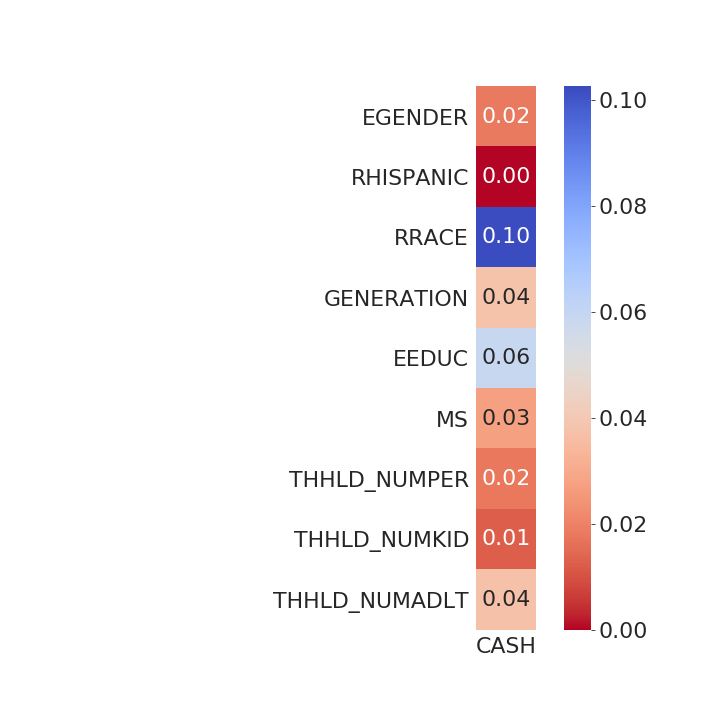 EGENDER 0.02
RHISPANIC 0.00
RRACE 0.10
GENERATION 0.04
EEDUC 0.06
MS 0.03
THHLD_NUMPER 0.02
THHLD_NUMKID 0.01
THHLD_NUMADLT 0.04
CASH
0.10
0.08
0.06
0.04
0.02
0.00